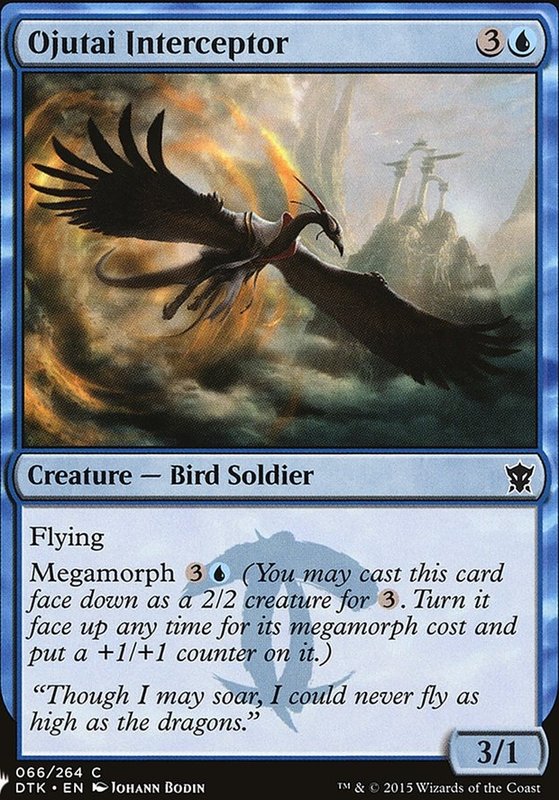 Ojutai Interceptor 3
Creature — Bird Soldier
Flying
Megamorph 3 (You may cast this card
face down as a 2/2 creature for 3. Turn it
face up any time for its megamorph cost and
put a +1/+1 counter on it.)
“Though I may soar, I could never fly as
high as the dragons.”
3/1
066/264 C
DTK • EN Johann Bodin
™ & © 2015 Wizards of the Coast